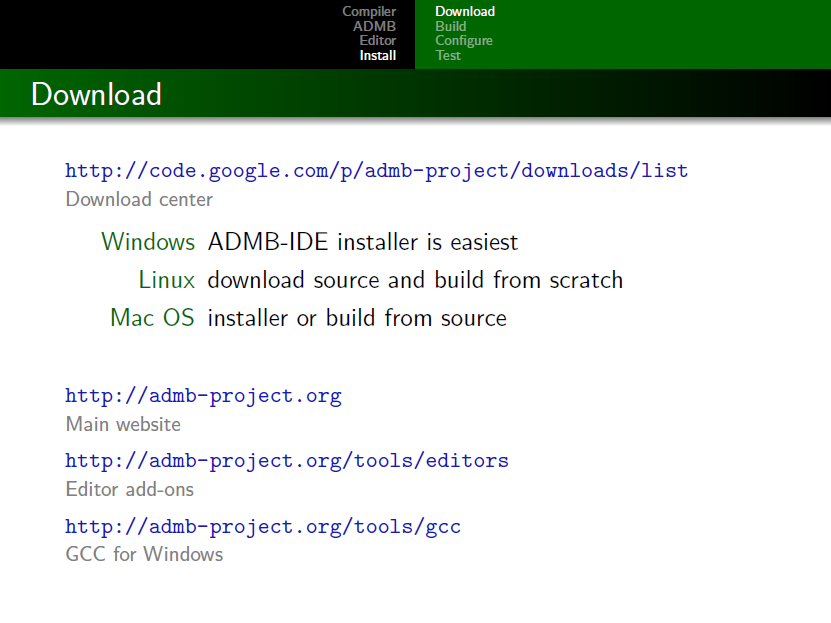 Compiler
ADMB
Editor
Install
Download
Build
Configure
Test
Download
http://code.google.com/p/admb-project/downloads/list
Download center
Windows ADMB-IDE installer is easiest
Linux download source and build from scratch
Mac OS installer or build from source
http://admb-project.org
Main website
http://admb-project.org/tools/editors
Editor add-ons
http://admb-project.org/tools/gcc
GCC for Windows